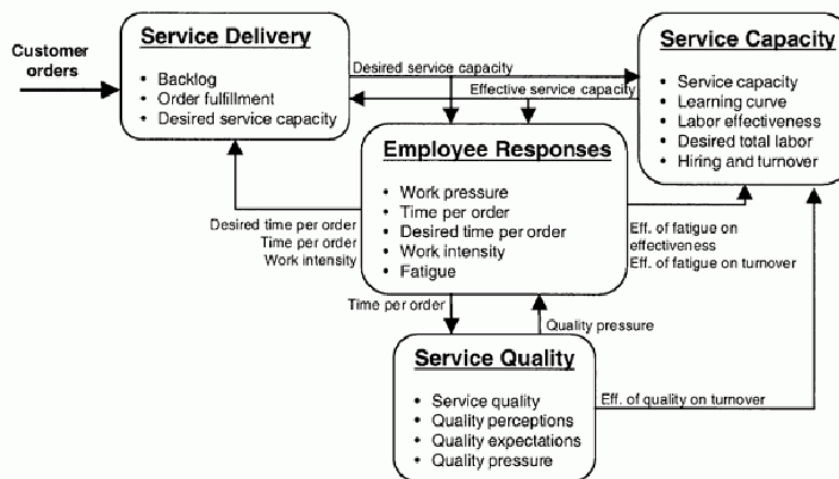 Customer
orders
Service Delivery
• Backlog
• Order fulfillment
• Desired service capacity
Desired service capacity
Effective service capacity
Service Capacity
• Service capacity
• Learning curve
• Labor effectiveness
• Desired total labor
• Hiring and turnover
Employee Responses
• Work pressure
• Time per order
• Desired time per order
• Work intensity
• Fatigue
Desired time per order
Time per order
Work intensity
Eff. of fatigue on
effectiveness
Eff. of fatigue on turnover
Time per order
Quality pressure
Service Quality
• Service quality
• Quality perceptions
• Quality expectations
• Quality pressure
Eff. of quality on turnover